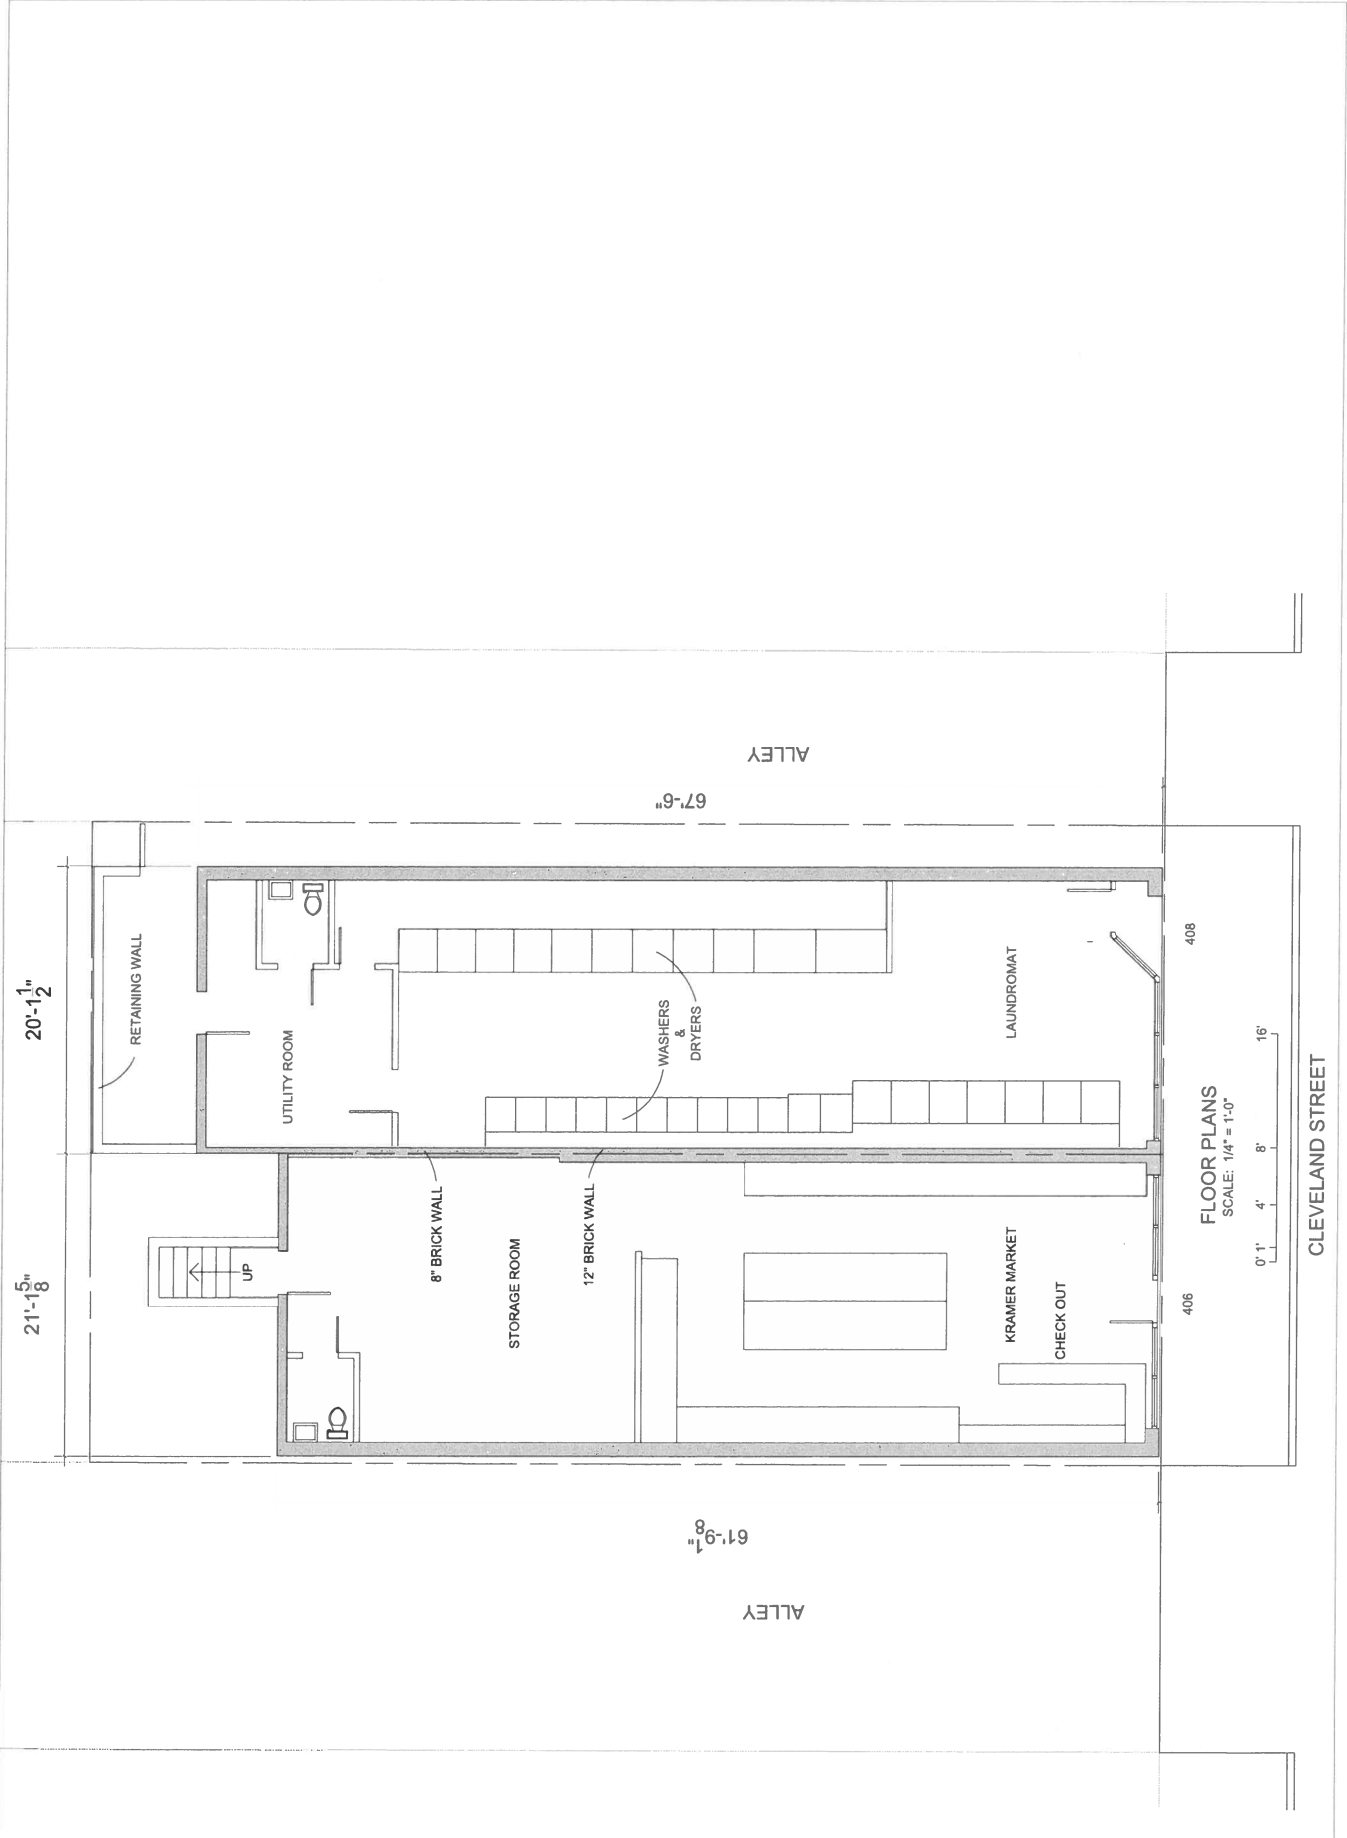 21'-1 5/8"
20'-1 1/2"
RETAINING WALL
UP
UTILITY ROOM
8" BRICK WALL
12" BRICK WALL
STORAGE ROOM
WASHERS
&
DRYERS
LAUNDROMAT
KRAMER MARKET
CHECK OUT
ALLEY
67'-6"
61'-9 1/8"
ALLEY
406
408
FLOOR PLANS
SCALE: 1/4" = 1'-0"
0' 1' 4' 8' 16'
CLEVELAND STREET